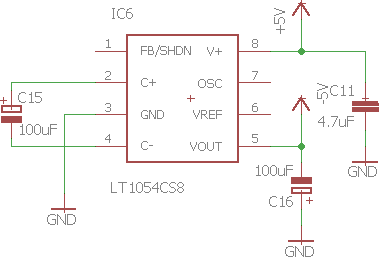 IC6
+5V
1 FB/SHDN V+ 8
2 C+ OSC 7
3 GND VREF 6
4 C- VOUT 5
+ C15
100uF
-5V
C11
4.7uF
LT1054CS8
100uF
C16 +
GND
GND
GND